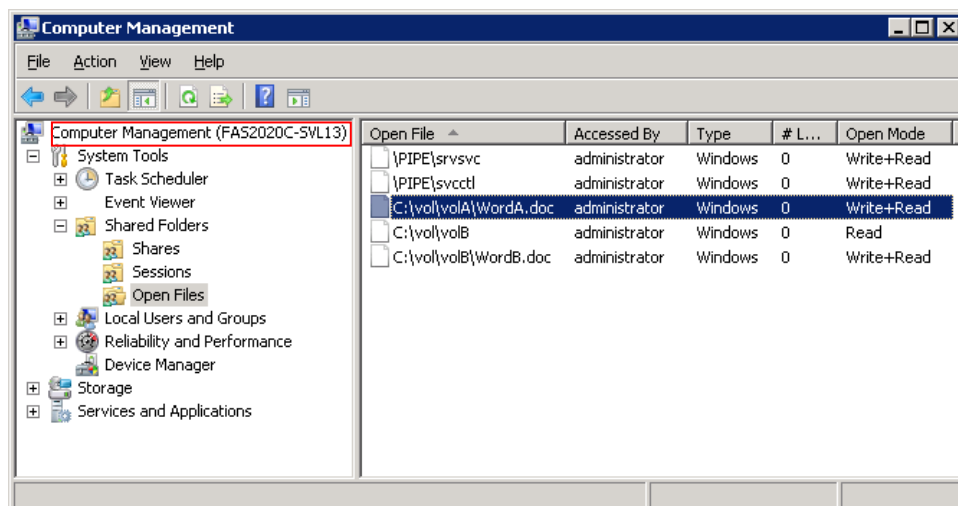 Computer Management
File Action View Help
Computer Management (FAS2020C-SVL13)
System Tools
Task Scheduler
Event Viewer
Shared Folders
Shares
Sessions
Open Files
Local Users and Groups
Reliability and Performance
Device Manager
Storage
Services and Applications
Open File Accessed By Type # L... Open Mode
\PIPE\srvsvc administrator Windows 0 Write+Read
\PIPE\svcctl administrator Windows 0 Write+Read
C:\vol\volA\WordA.doc administrator Windows 0 Write+Read
C:\vol\volB administrator Windows 0 Read
C:\vol\volB\WordB.doc administrator Windows 0 Write+Read